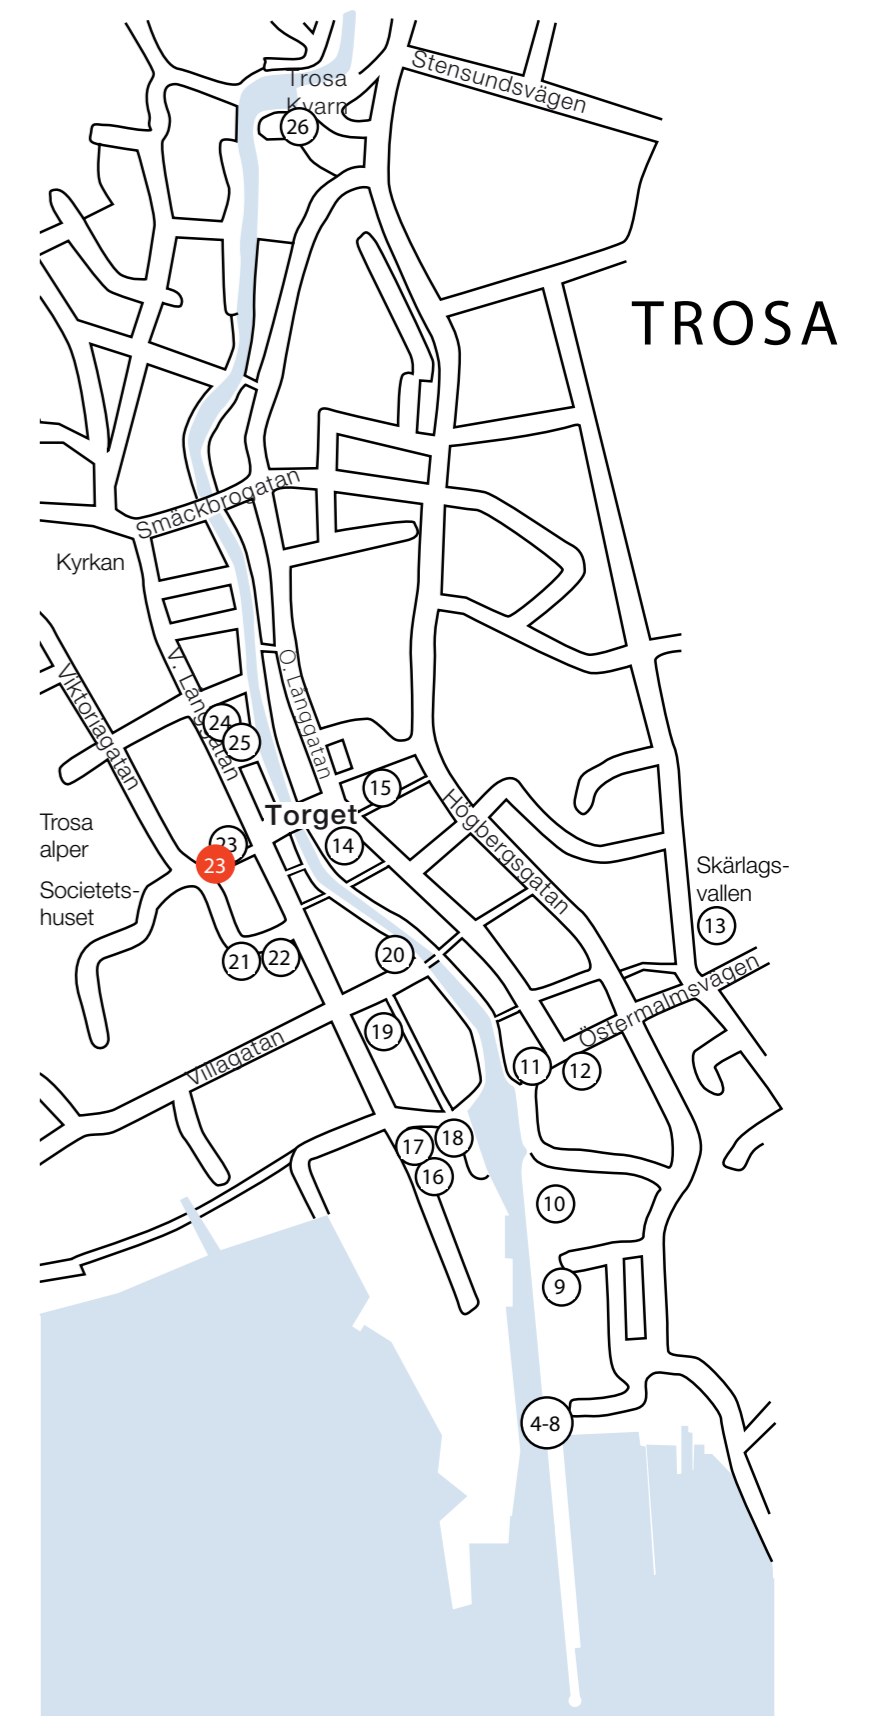 Stensundsvägen
Trosa
Kvarn
26
TROSA
Smäckbrogatan
Kyrkan
V. Långgatan
Ö. Långgatan
Viktoriagatan
24
25
15
Torget
Högbergsgatan
Trosa
alper
23
14
23
Societets-
huset
Skärlags-
vallen
13
21
22
20
Östermalmsvägen
19
Villagatan
11
12
17
18
16
10
9
4-8